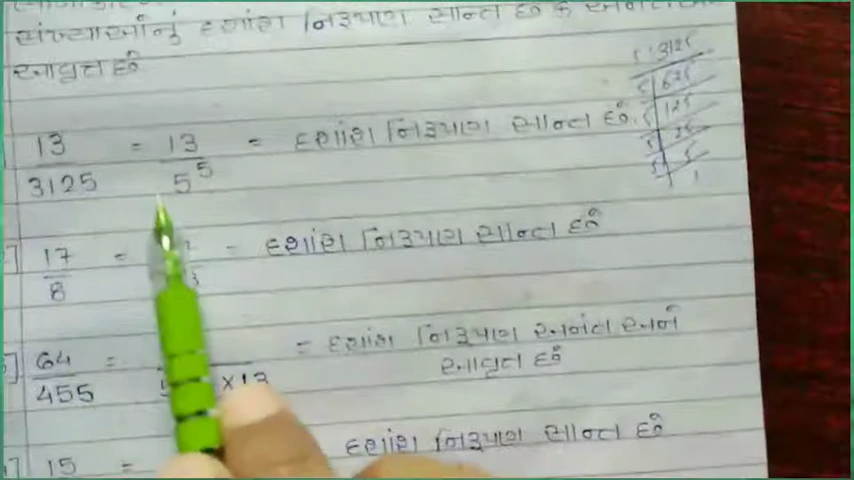 સંખ્યાઓનું દશાંશ નિરૂપણ સાન્ત છે કે
આવૃત્ત છે
13/3125 = 13/5^5 = દશાંશ નિરૂપણ સાન્ત છે.
5 3125
5 625
5 125
5 25
5 5
1
17/8 = = દશાંશ નિરૂપણ સાન્ત છે
64/455 = ×13 = દશાંશ નિરૂપણ અનંત અને
આવૃત છે
15 = દશાંશ નિરૂપણ સાન્ત છે